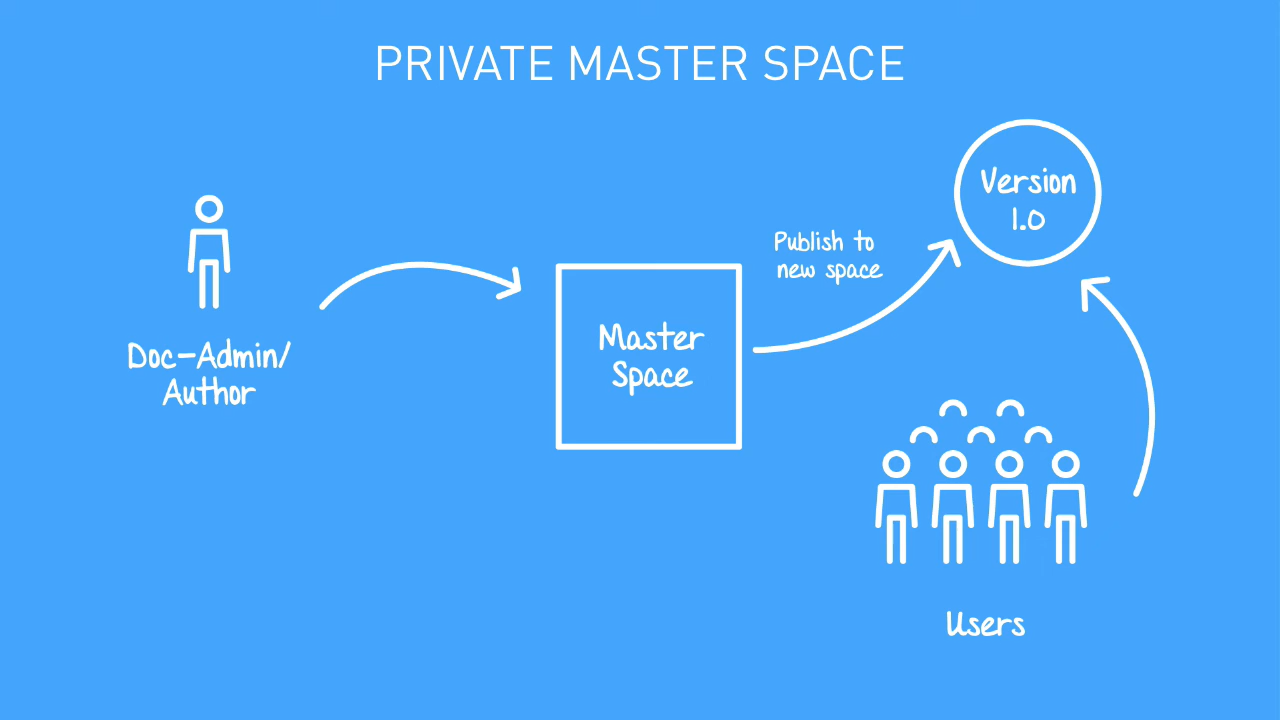 PRIVATE MASTER SPACE
Version
1.0
Publish to
new space
Master
Space
Doc-Admin/
Author
Users